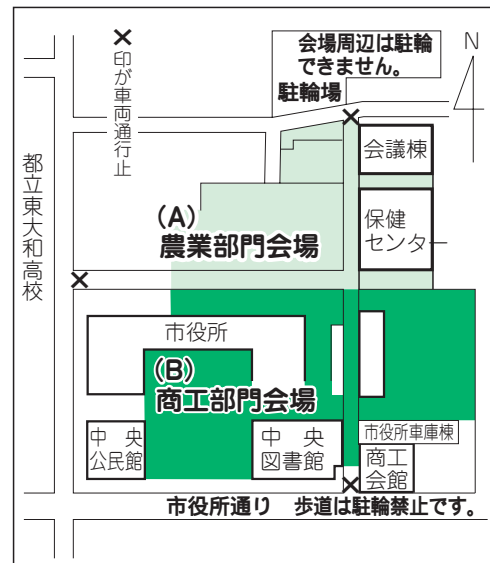 ×
印が車両通行止
会場周辺は駐輪
できません。
駐輪場
N
×
会議棟
都立東大和高校
(A)
農業部門会場
保健
センター
×
市役所
(B)
商工部門会場
中央
公民館
中央
図書館
市役所車庫棟
商工
会館
×
市役所通り 歩道は駐輪禁止です。